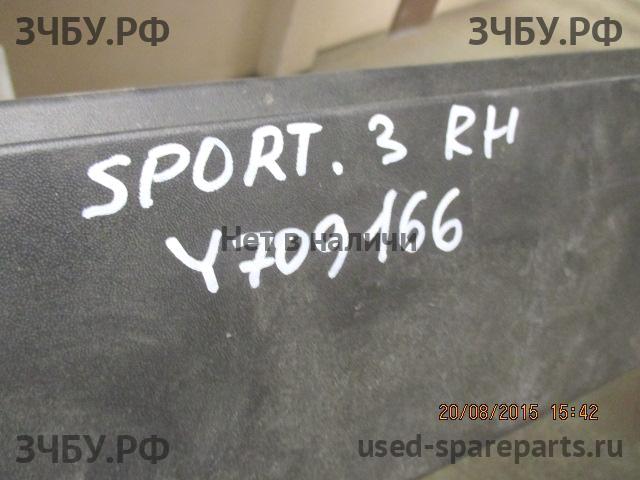 ЗЧБУ.РФ ЗЧБУ.РФ
SPORT. 3 RH
Нет в наличи
Y709166
20/08/2015 15:42
ЗЧБУ.РФ used-spareparts.ru